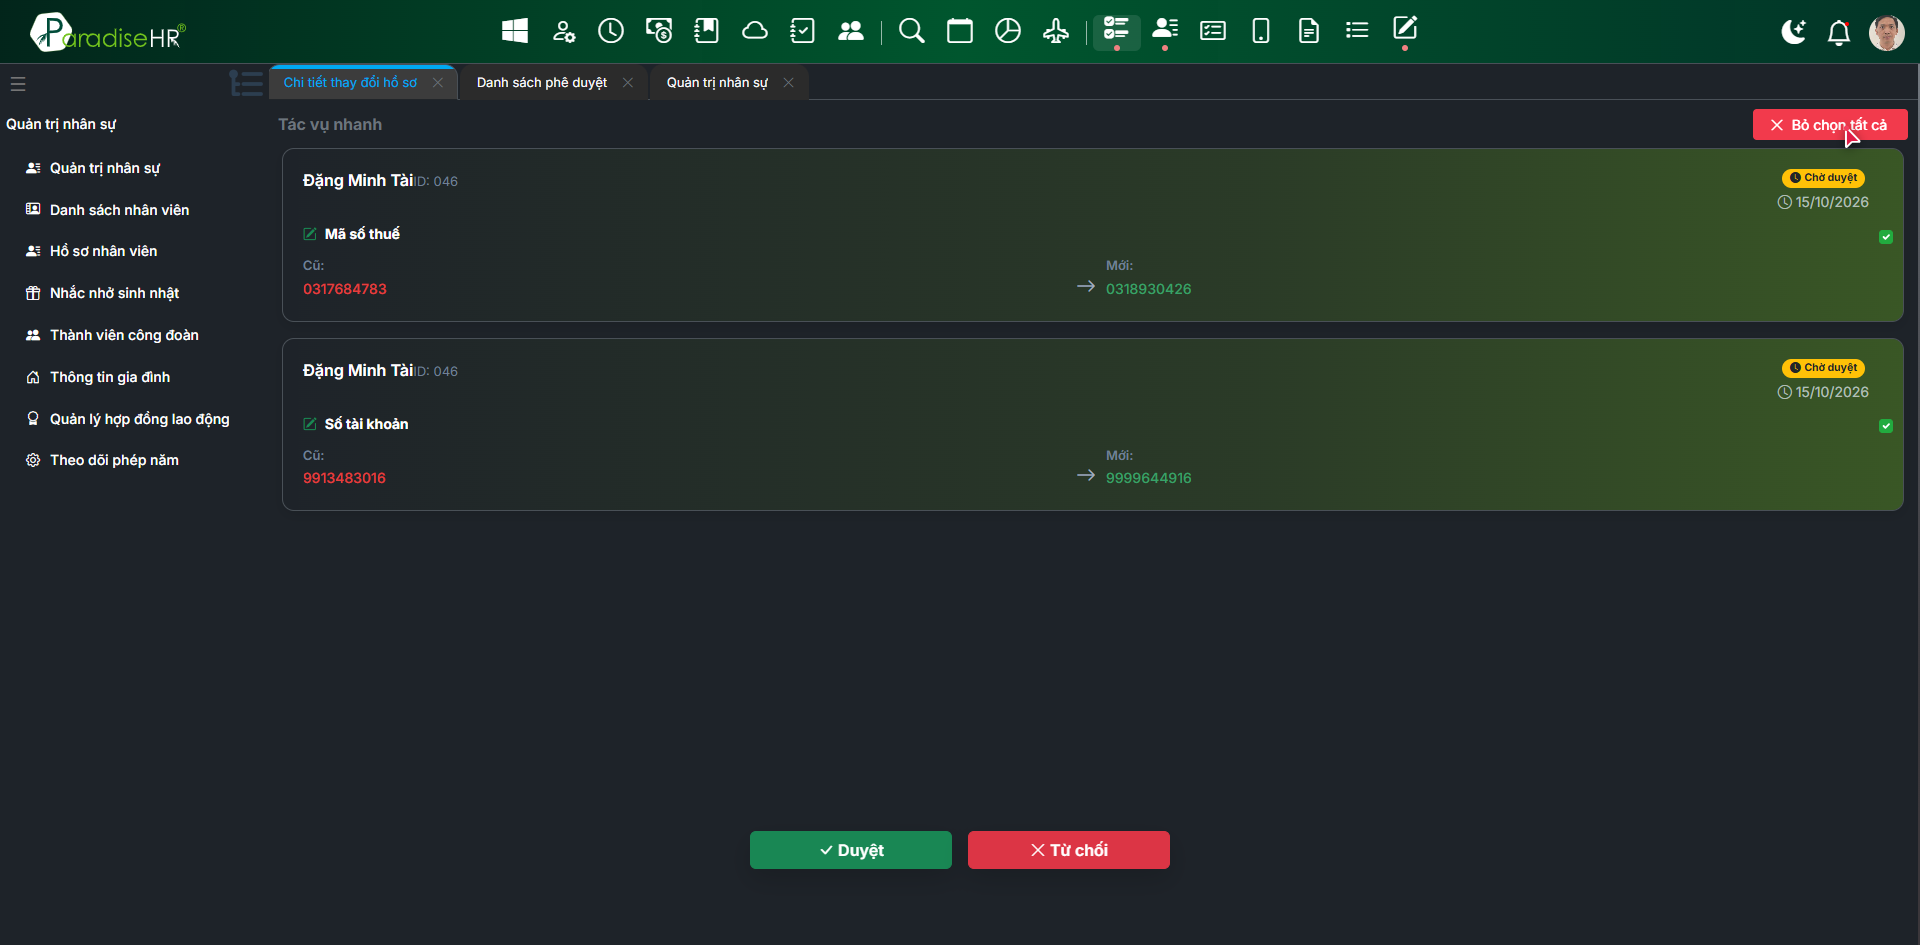 ParadiseHR®
Chi tiết thay đổi hồ sơ
Danh sách phê duyệt
Quản trị nhân sự
Quản trị nhân sự
Quản trị nhân sự
Danh sách nhân viên
Hồ sơ nhân viên
Nhắc nhở sinh nhật
Thành viên công đoàn
Thông tin gia đình
Quản lý hợp đồng lao động
Theo dõi phép năm
Tác vụ nhanh
Bỏ chọn tất cả
Đặng Minh Tài ID: 046
Chờ duyệt
15/10/2026
Mã số thuế
Cũ:
0317684783
Mới:
0318930426
Đặng Minh Tài ID: 046
Chờ duyệt
15/10/2026
Số tài khoản
Cũ:
9913483016
Mới:
9999644916
Duyệt
Từ chối